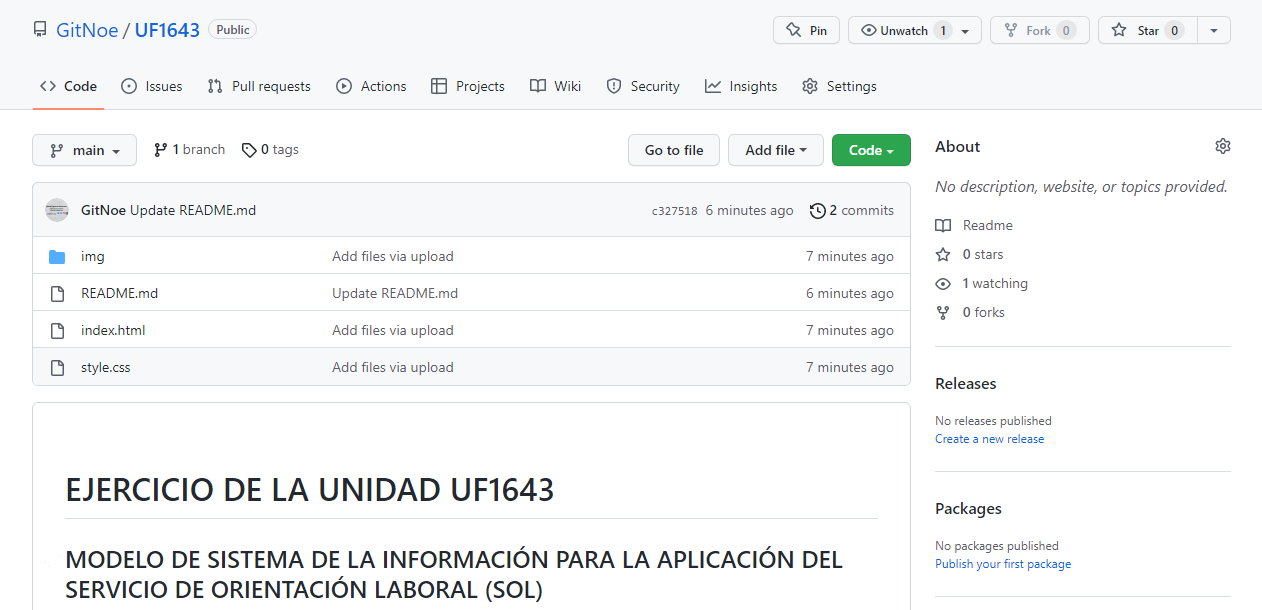 GitNoe / UF1643 Public
Pin
Unwatch 1
Fork 0
Star 0
Code
Issues
Pull requests
Actions
Projects
Wiki
Security
Insights
Settings
main
1 branch
0 tags
Go to file
Add file
Code
GitNoe Update README.md c327518 6 minutes ago 2 commits
img Add files via upload 7 minutes ago
README.md Update README.md 6 minutes ago
index.html Add files via upload 7 minutes ago
style.css Add files via upload 7 minutes ago
EJERCICIO DE LA UNIDAD UF1643
MODELO DE SISTEMA DE LA INFORMACIÓN PARA LA APLICACIÓN DEL
SERVICIO DE ORIENTACIÓN LABORAL (SOL)
About
No description, website, or topics provided.
Readme
0 stars
1 watching
0 forks
Releases
No releases published
Create a new release
Packages
No packages published
Publish your first package